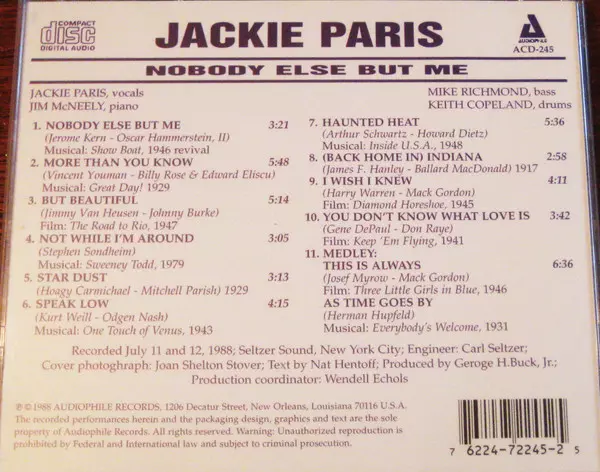 COMPACT
disc
DIGITAL AUDIO
JACKIE PARIS
AUDIOPHILE
ACD-245
NOBODY ELSE BUT ME
JACKIE PARIS, vocals
JIM McNEELY, piano
MIKE RICHMOND, bass
KEITH COPELAND, drums
1. NOBODY ELSE BUT ME 3:21
(Jerome Kern - Oscar Hammerstein, II)
Musical: Show Boat, 1946 revival
2. MORE THAN YOU KNOW 5:48
(Vincent Youman - Billy Rose & Edward Eliscu)
Musical: Great Day! 1929
3. BUT BEAUTIFUL 5:14
(Jimmy Van Heusen - Johnny Burke)
Film: The Road to Rio, 1947
4. NOT WHILE I'M AROUND 3:05
(Stephen Sondheim)
Musical: Sweeney Todd, 1979
5. STAR DUST 3:13
(Hoagy Carmichael - Mitchell Parish) 1929
6. SPEAK LOW 4:15
(Kurt Weill - Odgen Nash)
Musical: One Touch of Venus, 1943
7. HAUNTED HEAT 5:36
(Arthur Schwartz - Howard Dietz)
Musical: Inside U.S.A., 1948
8. (BACK HOME IN) INDIANA 2:58
(James F. Hanley - Ballard MacDonald) 1917
9. I WISH I KNEW 4:11
(Harry Warren - Mack Gordon)
Film: Diamond Horeshoe, 1945
10. YOU DON'T KNOW WHAT LOVE IS 3:42
(Gene DePaul - Don Raye)
Film: Keep 'Em Flying, 1941
11. MEDLEY:
THIS IS ALWAYS 6:36
(Josef Myrow - Mack Gordon)
Film: Three Little Girls in Blue, 1946
AS TIME GOES BY
(Herman Hupfeld)
Musical: Everybody's Welcome, 1931
Recorded July 11 and 12, 1988; Seltzer Sound, New York City; Engineer: Carl Seltzer;
Cover photoghraph: Joan Shelton Stover; Text by Nat Hentoff; Produced by Geroge H.Buck, Jr.;
Production coordinator: Wendell Echols
℗ © 1988 AUDIOPHILE RECORDS, 1206 Decatur Street, New Orleans, Louisiana 70116 U.S.A.
The recorded performances herein and the packaging design, graphics and text are the sole
property of Audiophile Records. All rights reserved. Warning: Unauthorized reproduction is
prohibited by Federal and International law and subject to criminal prosecution.
7 6224-72245-2 5